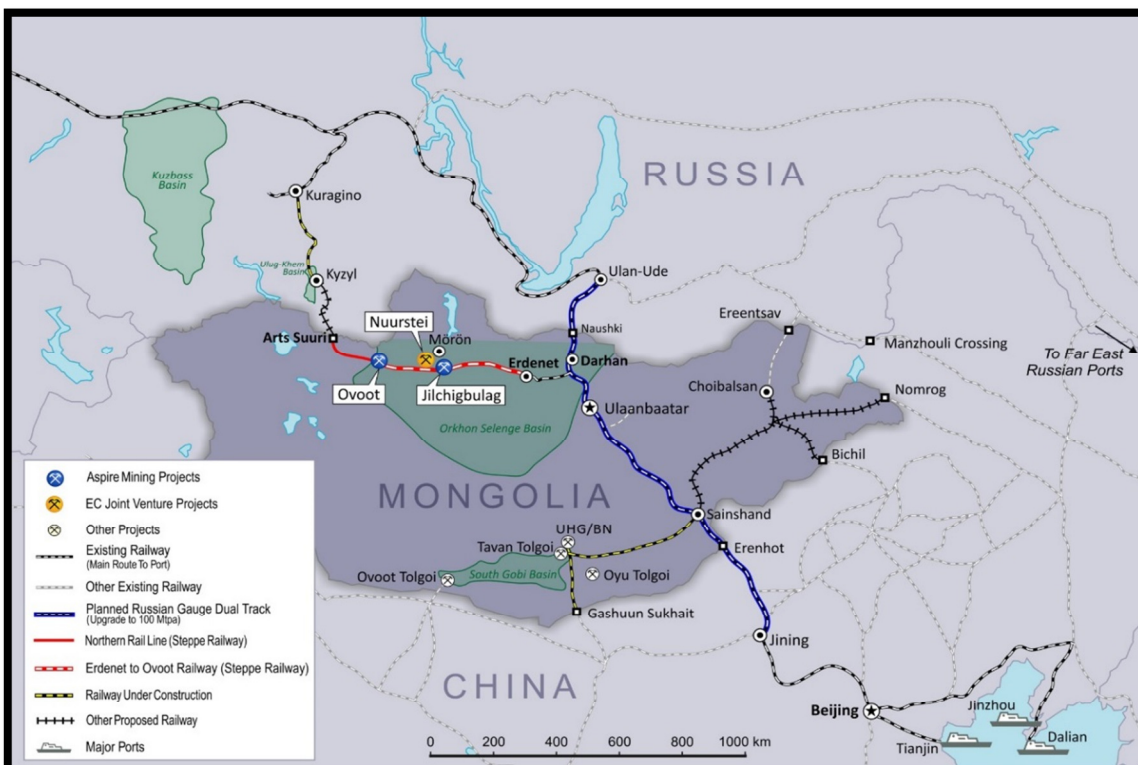 RUSSIA
Kuzbass
Basin
Kuragino
Ulug-Khem
Basin
Kyzyl
Ulan-Ude
Ereentsav
Naushki
Nuurstei
Arts Suuri
Mörön
Manzhouli Crossing
To Far East
Russian Ports
Erdenet
Darhan
Ovoot
Jilchigbulag
Choibalsan
Nomrog
Ulaanbaatar
Orkhon Selenge Basin
Bichil
MONGOLIA
Sainshand
UHG/BN
Tavan Tolgoi
Erenhot
Ovoot Tolgoi
South Gobi Basin
Oyu Tolgoi
Gashuun Sukhait
Jining
CHINA
Beijing
Jinzhou
Tianjin
Dalian
Aspire Mining Projects
EC Joint Venture Projects
Other Projects
Existing Railway
(Main Route To Port)
Other Existing Railway
Planned Russian Gauge Dual Track
(Upgrade to 100 Mtpa)
Northern Rail Line (Steppe Railway)
Erdenet to Ovoot Railway (Steppe Railway)
Railway Under Construction
Other Proposed Railway
Major Ports
0 200 400 600 800 1000 km